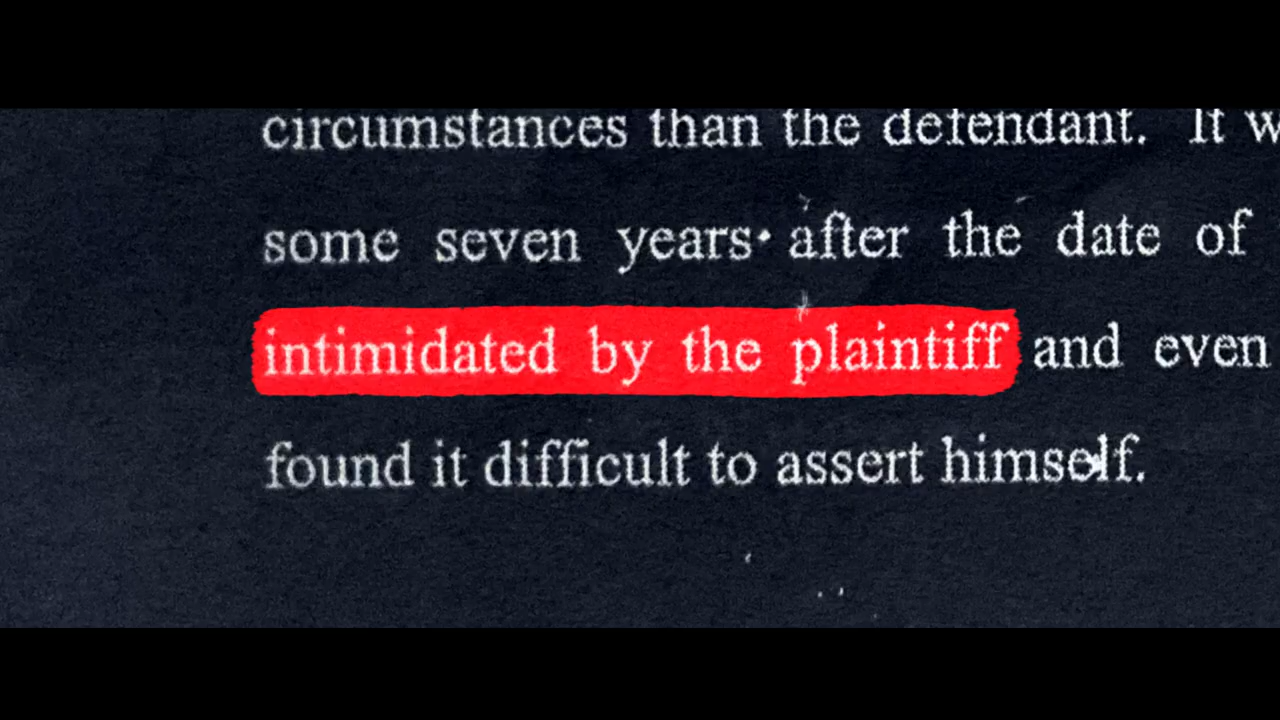 circumstances than the defendant. It w
some seven years after the date of
intimidated by the plaintiff and even
found it difficult to assert himself.